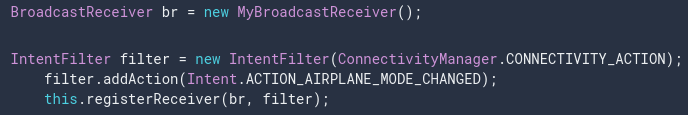 BroadcastReceiver br = new MyBroadcastReceiver();
IntentFilter filter = new IntentFilter(ConnectivityManager.CONNECTIVITY_ACTION);
    filter.addAction(Intent.ACTION_AIRPLANE_MODE_CHANGED);
    this.registerReceiver(br, filter);